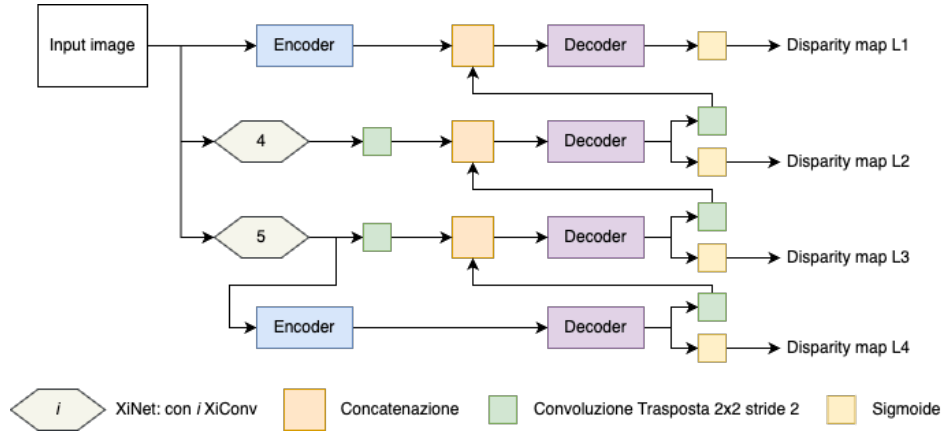 Input image
Encoder
Decoder
Disparity map L1
4
Decoder
Disparity map L2
5
Decoder
Disparity map L3
Encoder
Decoder
Disparity map L4
i
XiNet: con i XiConv
Concatenazione
Convoluzione Trasposta 2x2 stride 2
Sigmoide